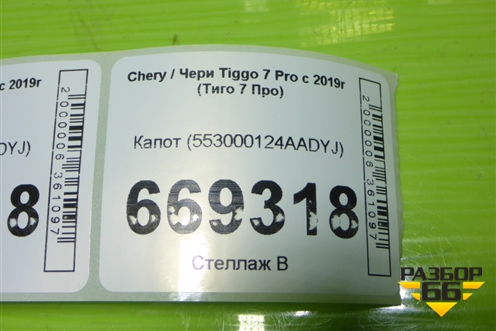 с 2019г
DYJ)
8
2000006361097
Chery / Чери Tiggo 7 Pro с 2019г
(Тиго 7 Про)
Капот (553000124AADYJ)
669318
Стеллаж В
2000006361097
РАЗБОР
66